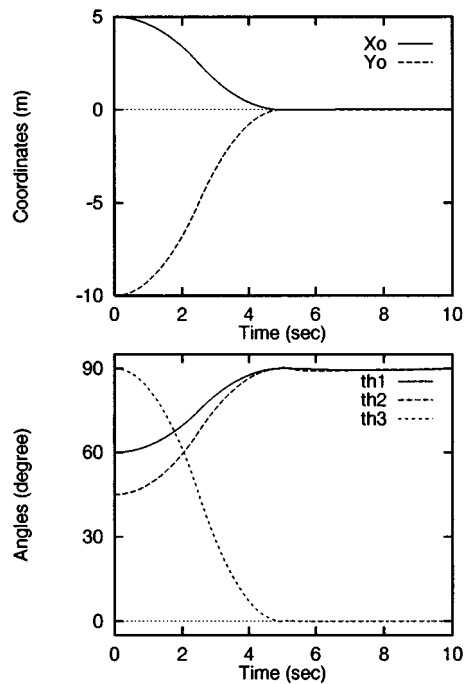 5
Xo
Yo
0
-5
-10
Coordinates (m)
0 2 4 6 8 10
Time (sec)
90
th1
th2
th3
60
30
0
Angles (degree)
0 2 4 6 8 10
Time (sec)